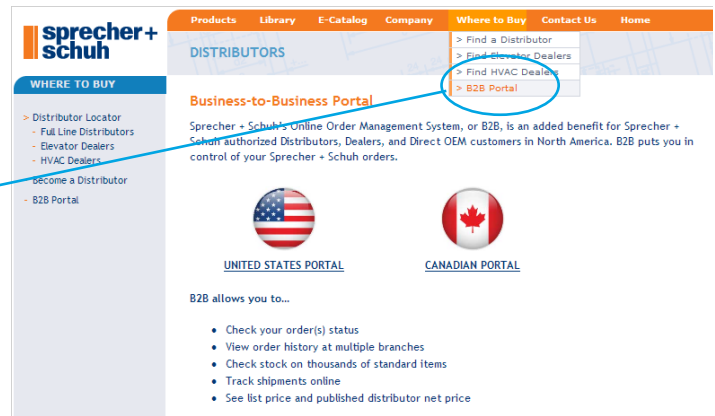 sprecher+
schuh
Products Library E-Catalog Company Where to Buy Contact Us Home
> Find a Distributor
> Find Elevator Dealers
> Find HVAC Dealers
> B2B Portal
DISTRIBUTORS
WHERE TO BUY
> Distributor Locator
- Full Line Distributors
- Elevator Dealers
- HVAC Dealers
Become a Distributor
- B2B Portal
Business-to-Business Portal
Sprecher + Schuh's Online Order Management System, or B2B, is an added benefit for Sprecher +
Schuh authorized Distributors, Dealers, and Direct OEM customers in North America. B2B puts you in
control of your Sprecher + Schuh orders.
UNITED STATES PORTAL
CANADIAN PORTAL
B2B allows you to...
• Check your order(s) status
• View order history at multiple branches
• Check stock on thousands of standard items
• Track shipments online
• See list price and published distributor net price